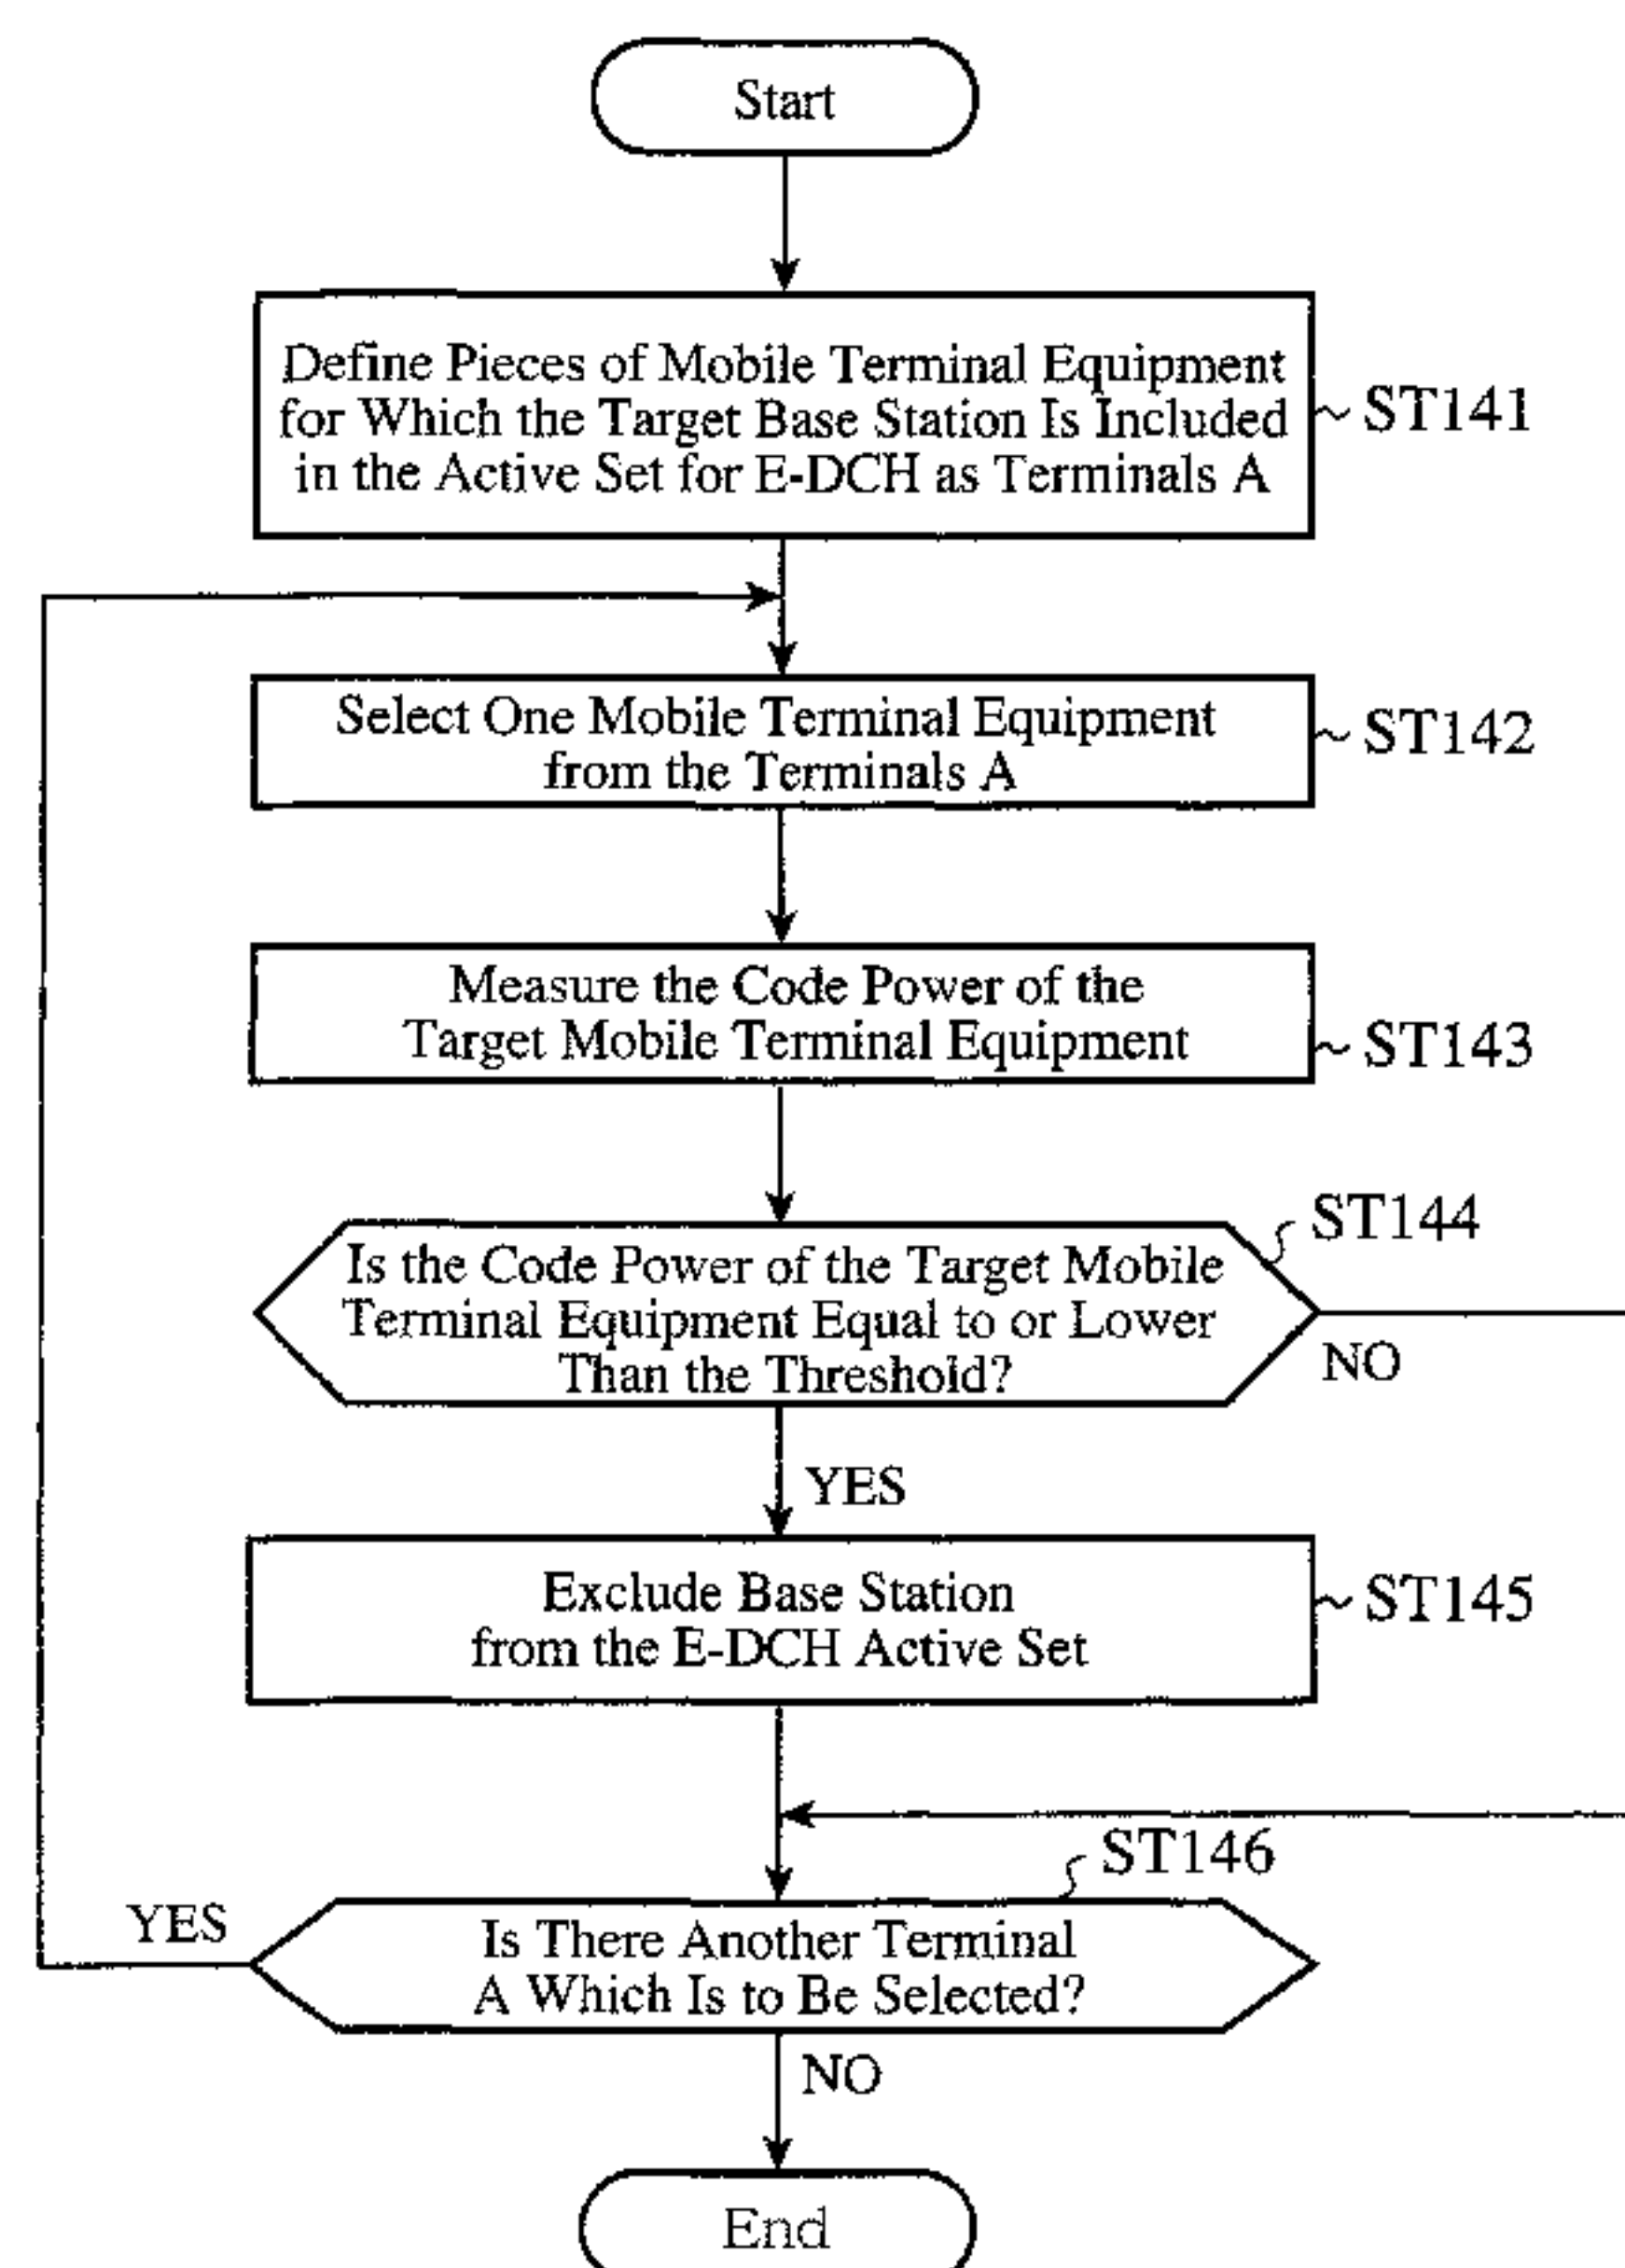 Start
Define Pieces of Mobile Terminal Equipment
for Which the Target Base Station Is Included
in the Active Set for E-DCH as Terminals A
ST141
Select One Mobile Terminal Equipment
from the Terminals A
ST142
Measure the Code Power of the
Target Mobile Terminal Equipment
ST143
ST144
Is the Code Power of the Target Mobile
Terminal Equipment Equal to or Lower
Than the Threshold?
NO
YES
Exclude Base Station
from the E-DCH Active Set
ST145
ST146
YES
Is There Another Terminal
A Which Is to Be Selected?
NO
End